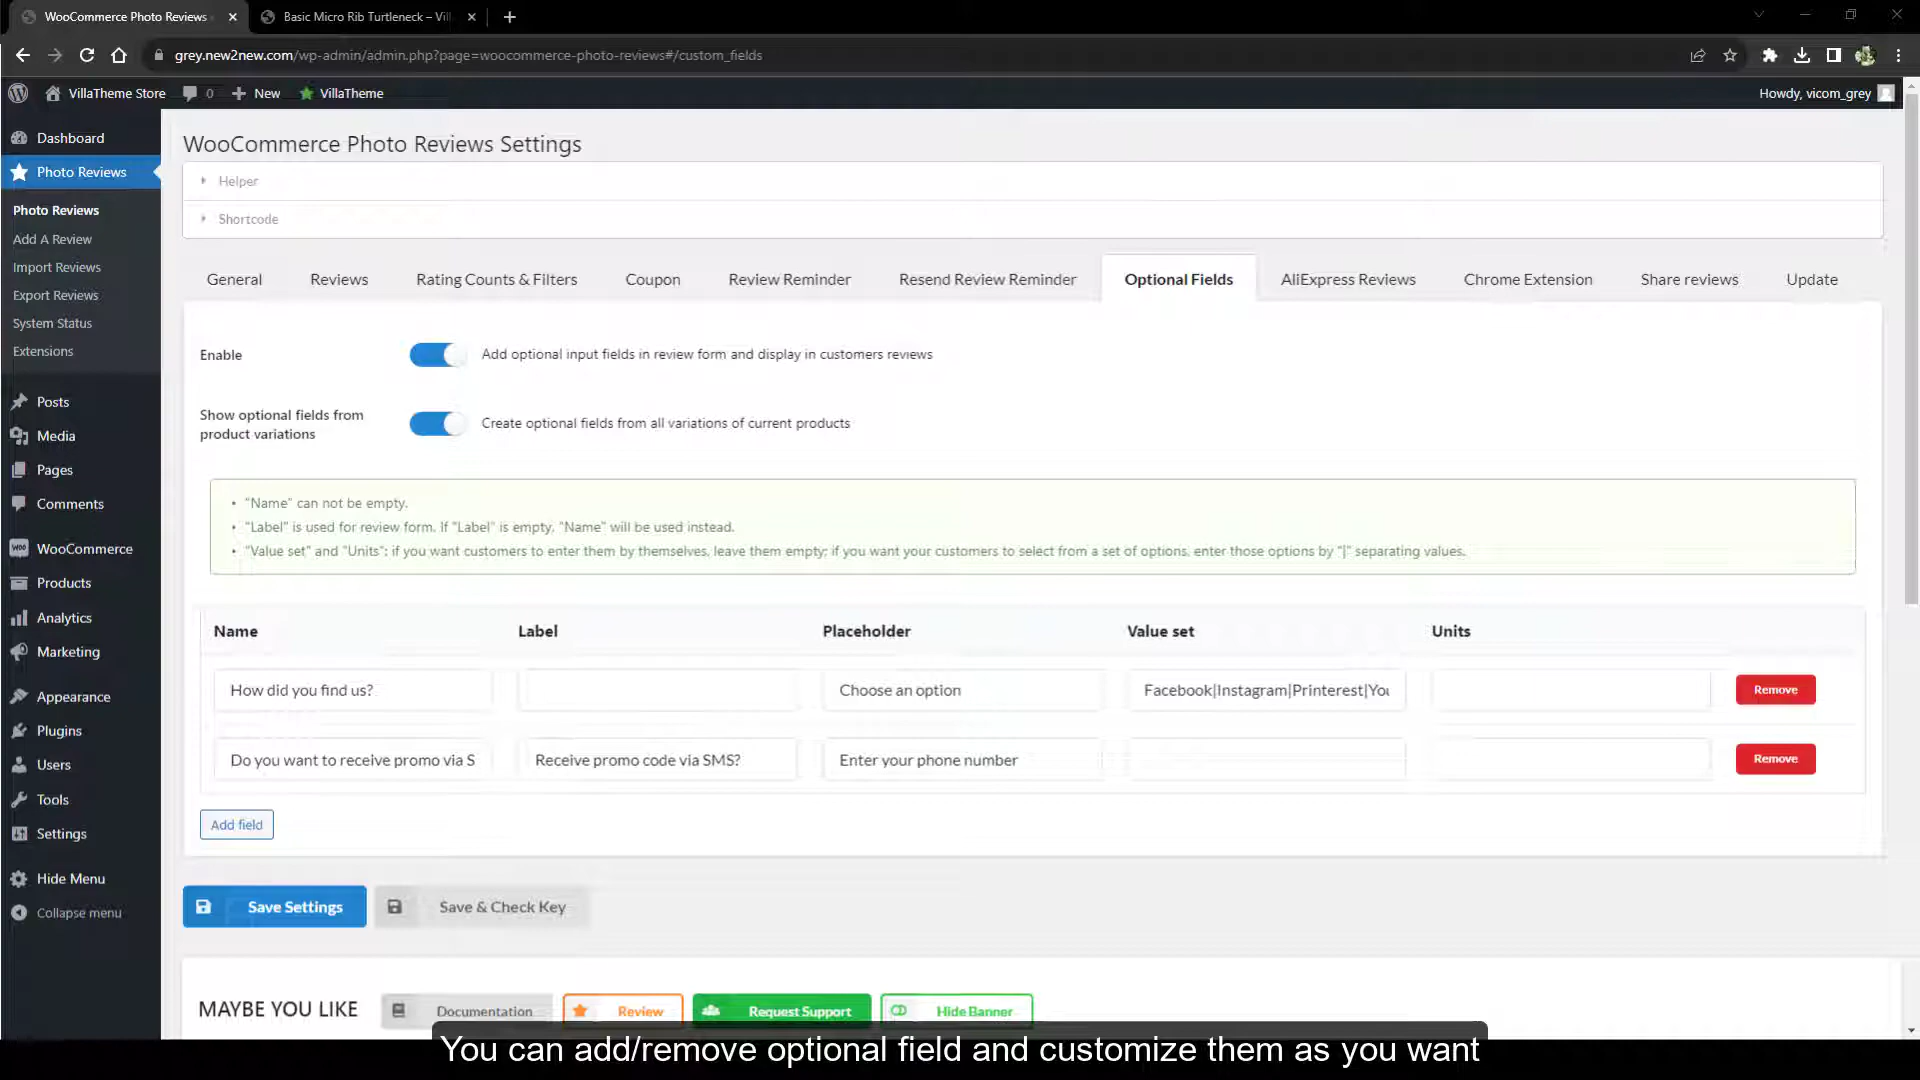 WooCommerce Photo Reviews
Basic Micro Rib Turtleneck – Vil
grey.new2new.com/wp-admin/admin.php?page=woocommerce-photo-reviews#/custom_fields
VillaTheme Store
0
New
VillaTheme
Howdy, vicom_grey
Dashboard
Photo Reviews
Photo Reviews
Add A Review
Import Reviews
Export Reviews
System Status
Extensions
Posts
Media
Pages
Comments
WooCommerce
Products
Analytics
Marketing
Appearance
Plugins
Users
Tools
Settings
Hide Menu
Collapse menu
WooCommerce Photo Reviews Settings
Helper
Shortcode
General
Reviews
Rating Counts & Filters
Coupon
Review Reminder
Resend Review Reminder
Optional Fields
AliExpress Reviews
Chrome Extension
Share reviews
Update
Enable
Add optional input fields in review form and display in customers reviews
Show optional fields from
product variations
Create optional fields from all variations of current products
• "Name" can not be empty.
• "Label" is used for review form. If "Label" is empty. "Name" will be used instead.
• "Value set" and "Units": if you want customers to enter them by themselves, leave them empty; if you want your customers to select from a set of options, enter those options by "|" separating values.
Name Label Placeholder Value set Units
How did you find us? Choose an option Facebook|Instagram|Printerest|You Remove
Do you want to receive promo via S Receive promo code via SMS? Enter your phone number Remove
Add field
Save Settings
Save & Check Key
MAYBE YOU LIKE
Documentation
Review
Request Support
Hide Banner
You can add/remove optional field and customize them as you want